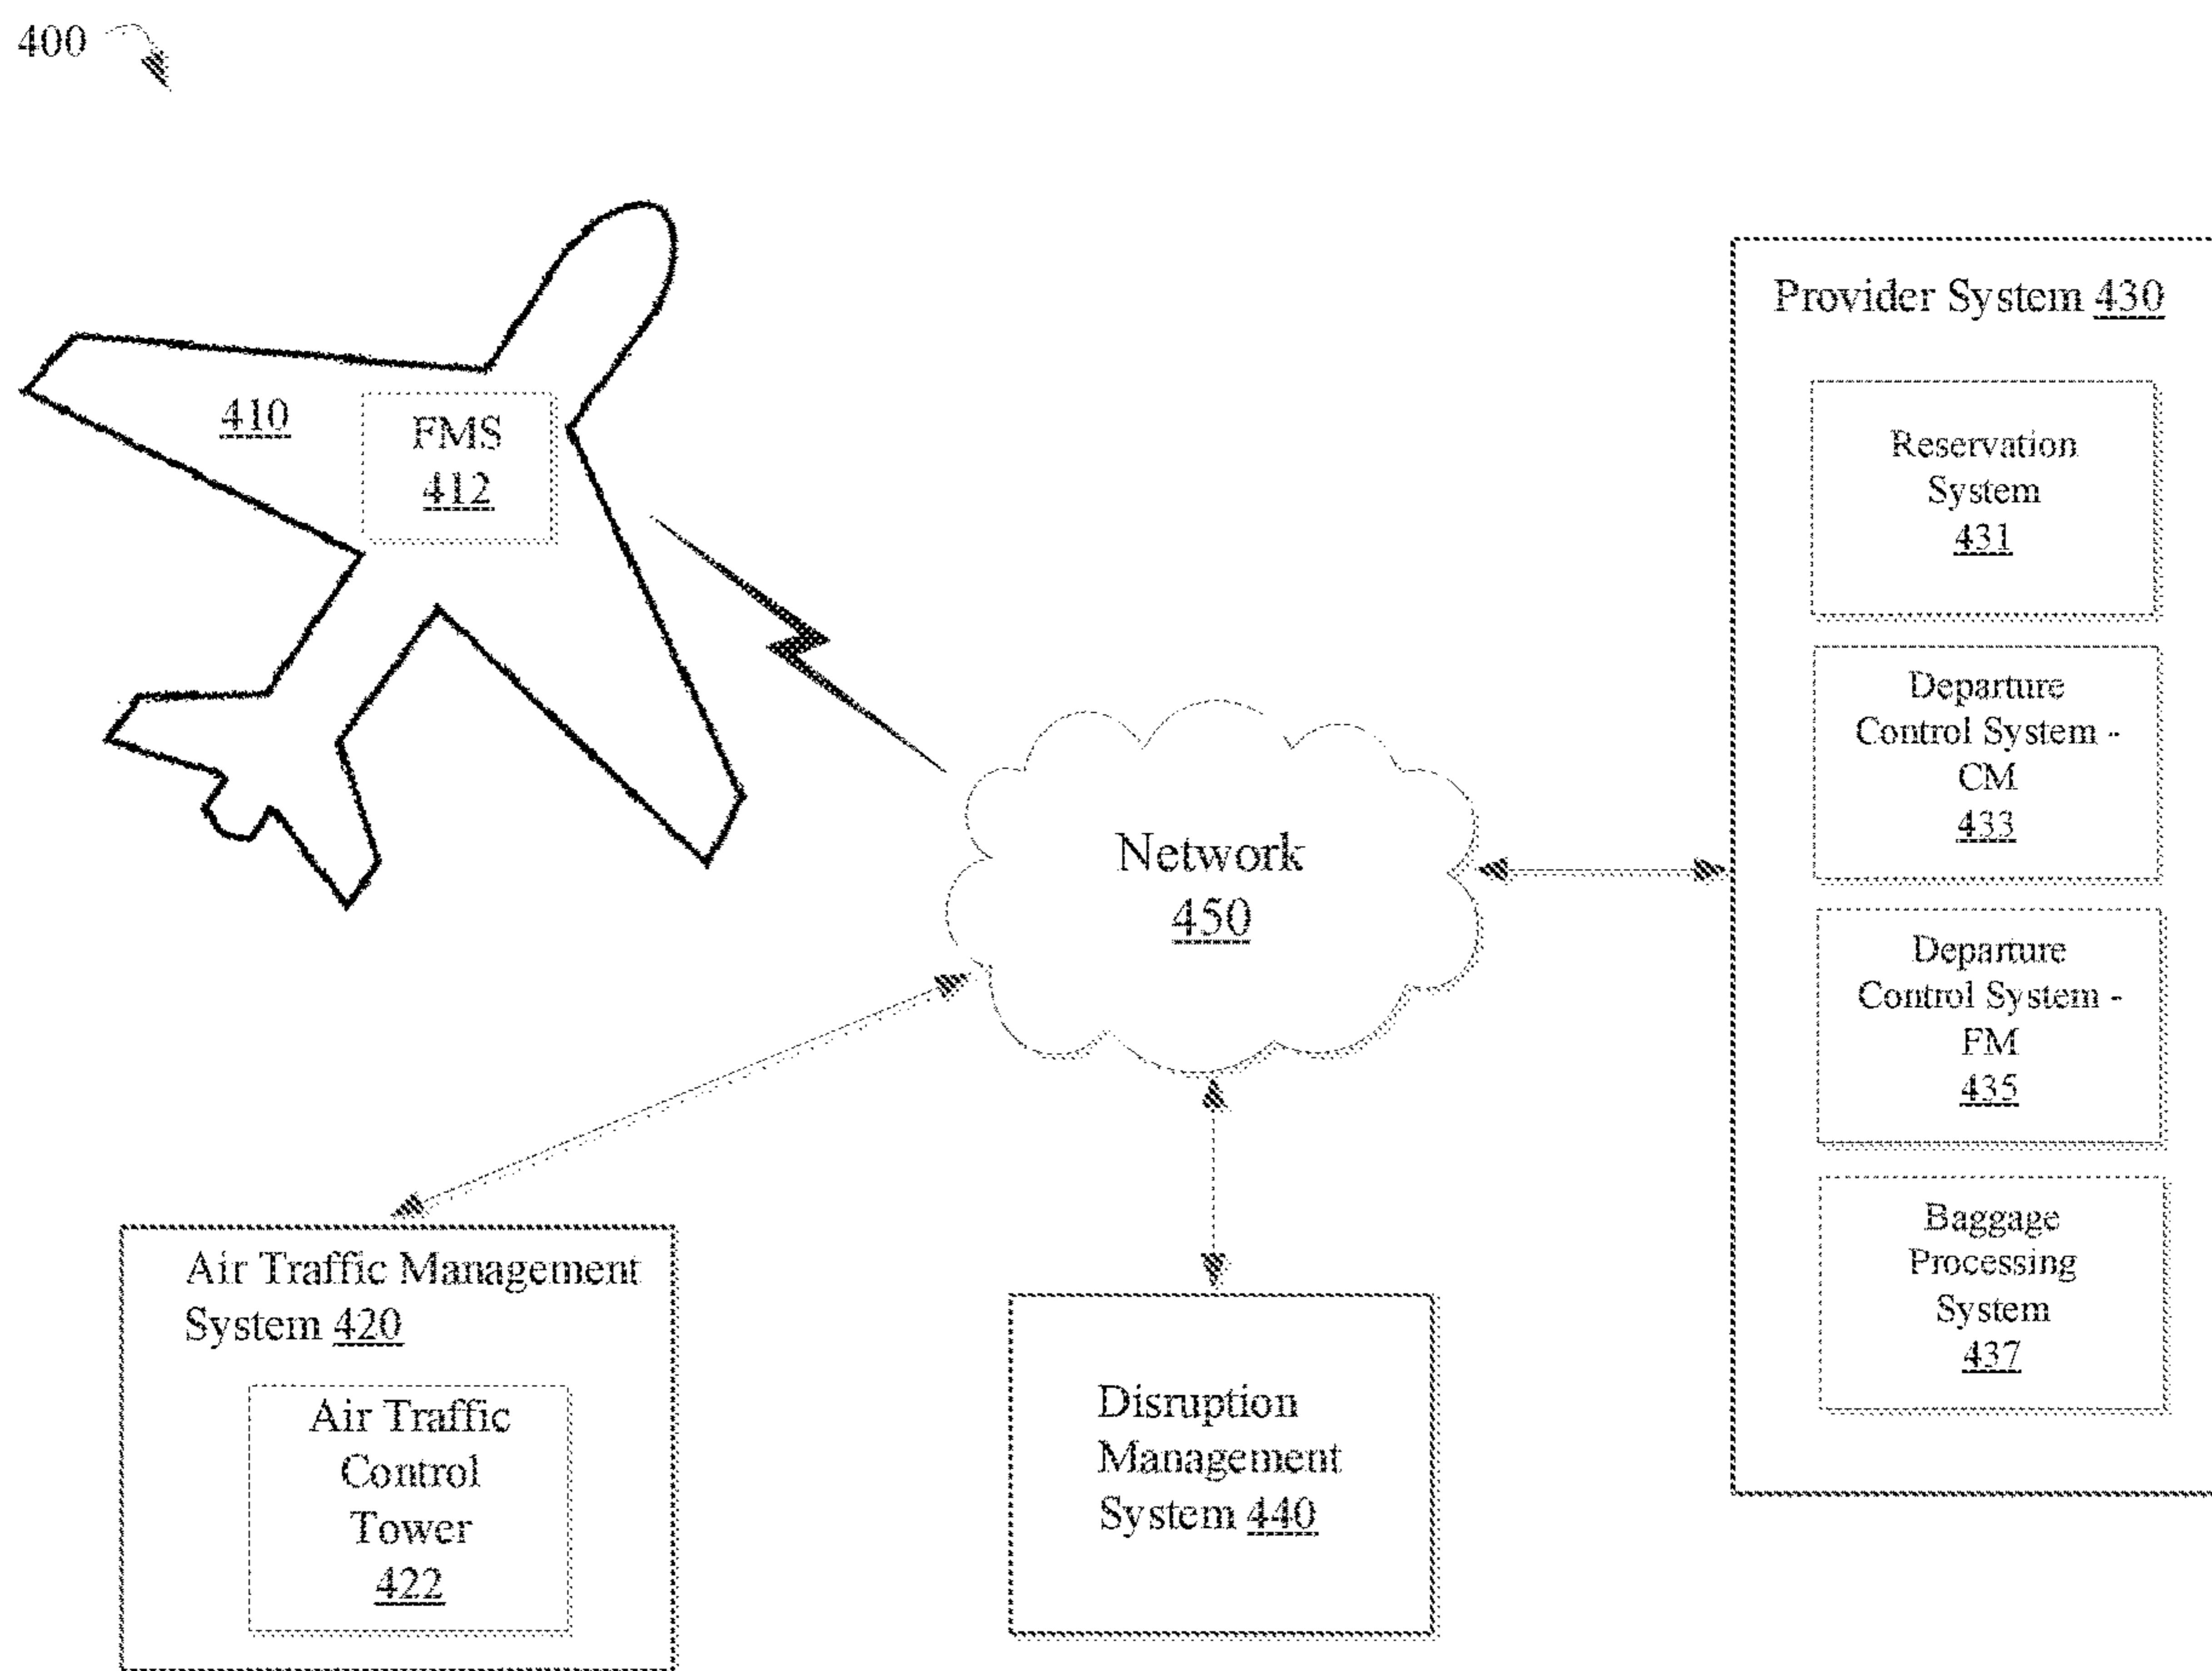 400
410
FMS
412
Network
450
Provider System 430
Reservation
System
431
Departure
Control System -
CM
433
Departure
Control System -
FM
435
Baggage
Processing
System
437
Air Traffic Management
System 420
Air Traffic
Control
Tower
422
Disruption
Management
System 440